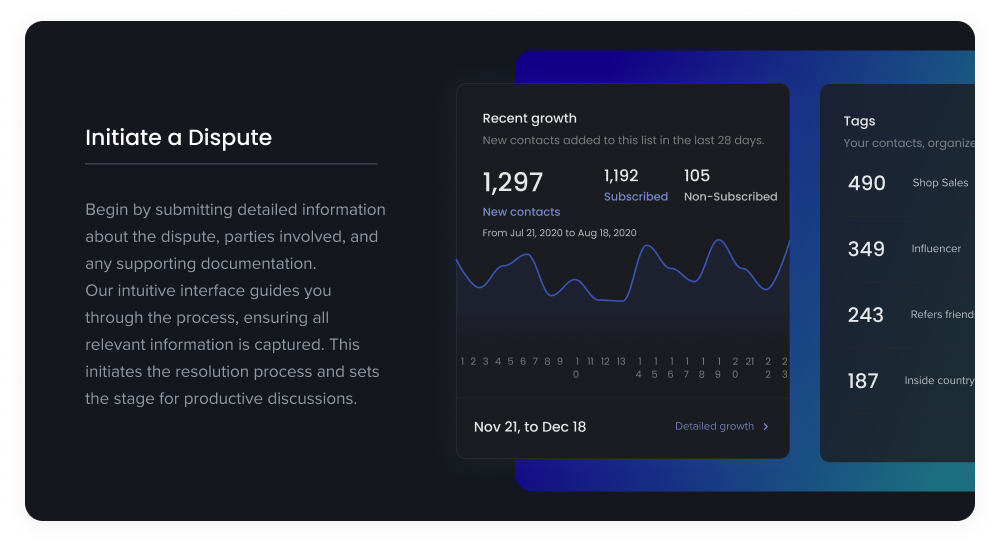 Initiate a Dispute
Begin by submitting detailed information
about the dispute, parties involved, and
any supporting documentation.
Our intuitive interface guides you
through the process, ensuring all
relevant information is captured. This
initiates the resolution process and sets
the stage for productive discussions.
Recent growth
New contacts added to this list in the last 28 days.
1,297
New contacts
1,192
Subscribed
105
Non-Subscribed
From Jul 21, 2020 to Aug 18, 2020
1 2 3 4 5 6 7 8 9 10 11 12 13 14 15 16 17 18 19 20 21 22 23
Nov 21, to Dec 18
Detailed growth
Tags
Your contacts, organize
490 Shop Sales
349 Influencer
243 Refers friend
187 Inside country